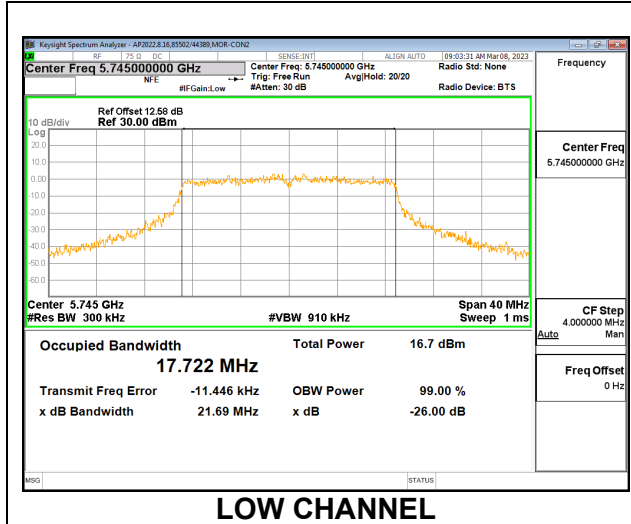 Keysight Spectrum Analyzer - AP2022.8.16,85502/44389,MOR-CON2
LXI RF 75 Ω DC SENSE:INT ALIGN AUTO 09:03:31 AM Mar 08, 2023
Center Freq 5.745000000 GHz Center Freq: 5.745000000 GHz Radio Std: None
NFE Trig: Free Run Avg|Hold: 20/20
#IFGain:Low #Atten: 30 dB Radio Device: BTS
Frequency
Ref Offset 12.58 dB
10 dB/div Ref 30.00 dBm
Log
20.0
10.0
0.00
-10.0
-20.0
-30.0
-40.0
-50.0
-60.0
Center 5.745 GHz Span 40 MHz
#Res BW 300 kHz #VBW 910 kHz Sweep 1 ms
Occupied Bandwidth Total Power 16.7 dBm
17.722 MHz
Transmit Freq Error -11.446 kHz OBW Power 99.00 %
x dB Bandwidth 21.69 MHz x dB -26.00 dB
Center Freq
5.745000000 GHz
CF Step
4.000000 MHz
Auto Man
Freq Offset
0 Hz
MSG STATUS
LOW CHANNEL